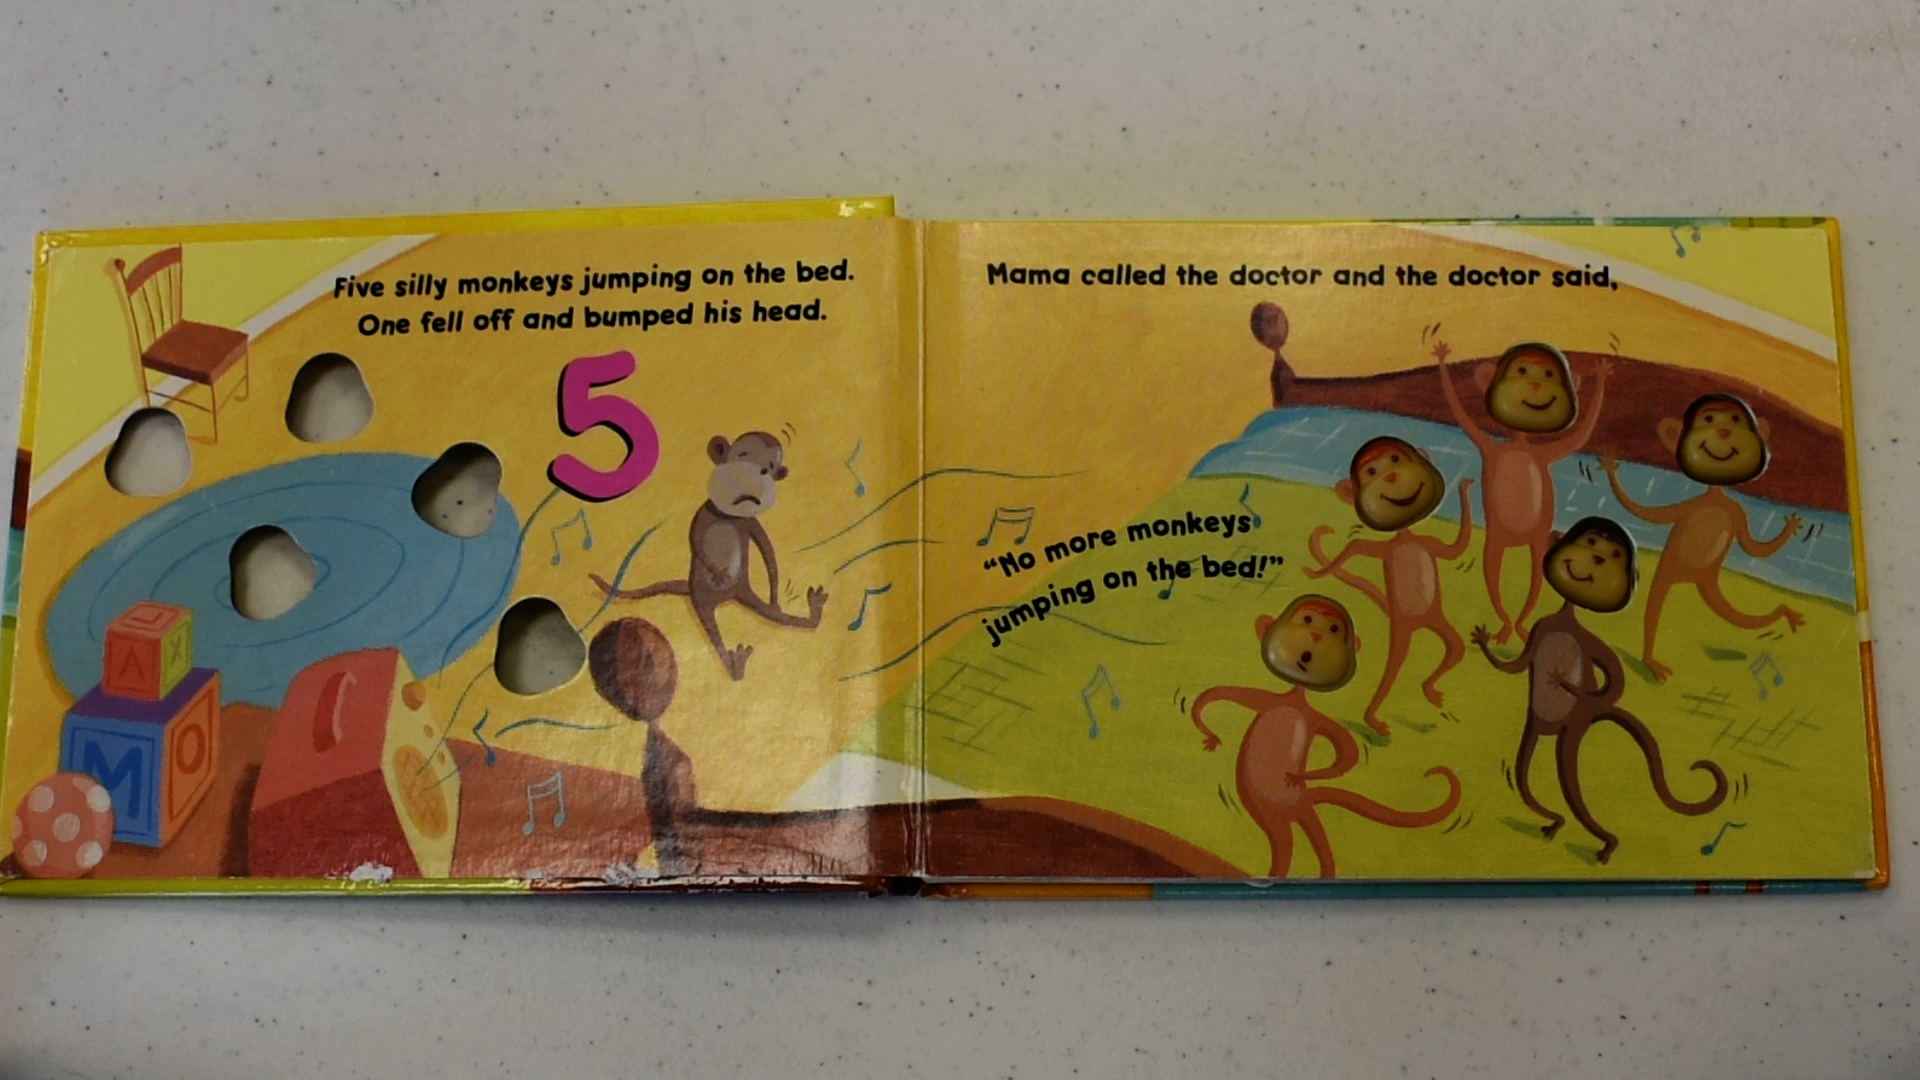 Five silly monkeys jumping on the bed.
One fell off and bumped his head.
5
A X
M O
Mama called the doctor and the doctor said,
“No more monkeys
jumping on the bed!”